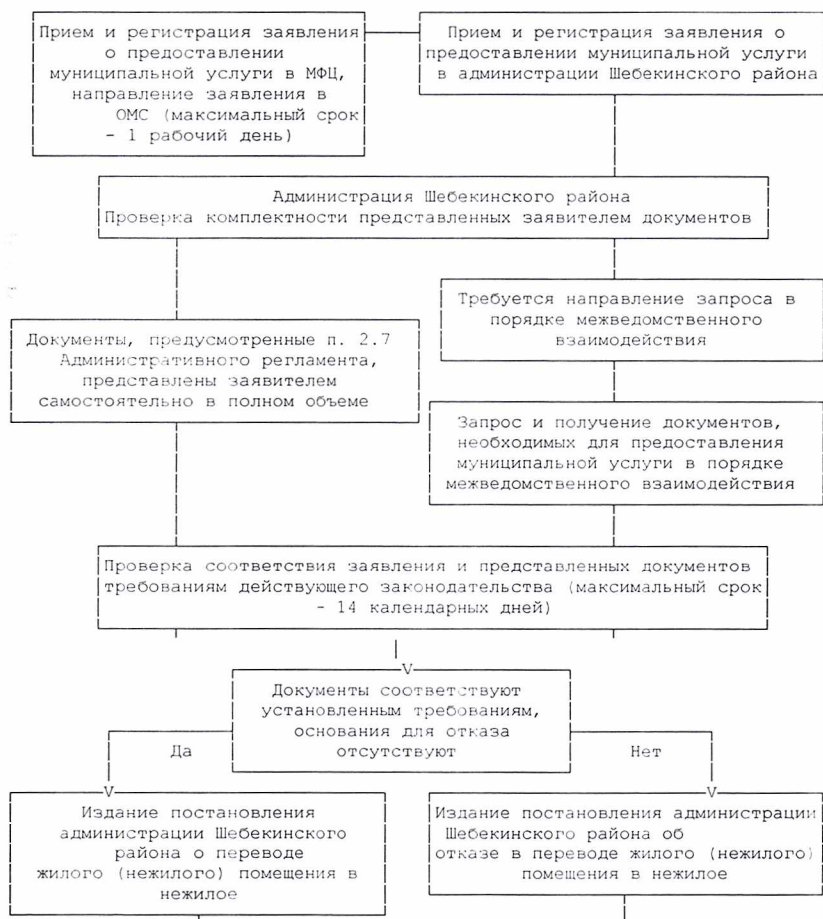 Прием и регистрация заявления
о предоставлении
муниципальной услуги в МФЦ,
направление заявления в
ОМС (максимальный срок
- 1 рабочий день)
Прием и регистрация заявления о
предоставлении муниципальной услуги
в администрации Шебекинского района
Администрация Шебекинского района
Проверка комплектности представленных заявителем документов
Требуется направление запроса в
порядке межведомственного
взаимодействия
Документы, предусмотренные п. 2.7
Административного регламента,
представлены заявителем
самостоятельно в полном объеме
Запрос и получение документов,
необходимых для предоставления
муниципальной услуги в порядке
межведомственного взаимодействия
Проверка соответствия заявления и представленных документов
требованиям действующего законодательства (максимальный срок
- 14 календарных дней)
Документы соответствуют
установленным требованиям,
основания для отказа
отсутствуют
Да
Нет
Издание постановления
администрации Шебекинского
района о переводе
жилого (нежилого) помещения в
нежилое
Издание постановления администрации
Шебекинского района об
отказе в переводе жилого (нежилого)
помещения в нежилое